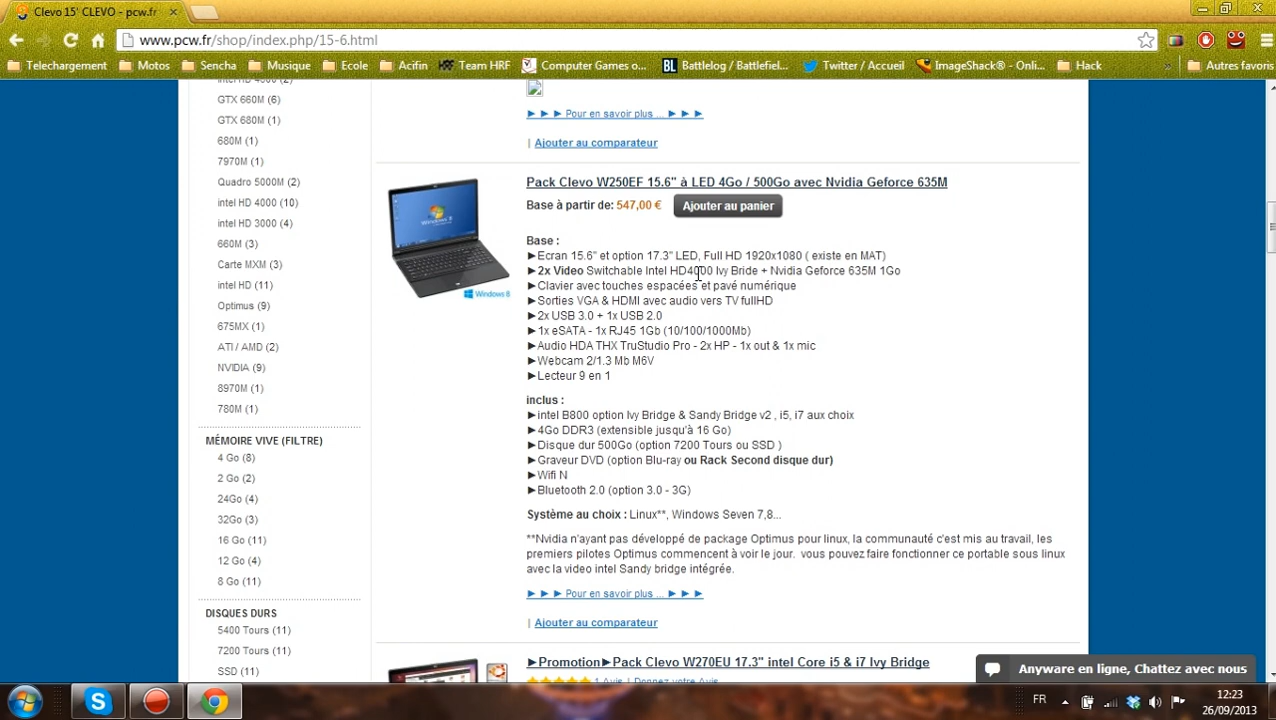 Clevo 15' CLEVO - pcw.fr
www.pcw.fr/shop/index.php/15-6.html
Telechargement Motos Sencha Musique Ecole Acifin Team HRF Computer Games o... Battlelog / Battlefiel... Twitter / Accueil ImageShack® - Onli... Hack » Autres favoris
intel HD 4500 (2)
GTX 660M (6)
GTX 680M (1)
680M (1)
7970M (1)
Quadro 5000M (2)
intel HD 4000 (10)
intel HD 3000 (4)
660M (3)
Carte MXM (3)
intel HD (11)
Optimus (9)
675MX (1)
ATI / AMD (2)
NVIDIA (9)
8970M (1)
780M (1)
MÉMOIRE VIVE (FILTRE)
4 Go (8)
2 Go (2)
24Go (4)
32Go (3)
16 Go (11)
12 Go (4)
8 Go (11)
DISQUES DURS
5400 Tours (11)
7200 Tours (11)
SSD (11)
► ► ► Pour en savoir plus ... ► ► ►
| Ajouter au comparateur
Pack Clevo W250EF 15.6" à LED 4Go / 500Go avec Nvidia Geforce 635M
Base à partir de: 547,00 € Ajouter au panier
Windows 8
Base :
►Ecran 15.6" et option 17.3" LED, Full HD 1920x1080 ( existe en MAT)
►2x Video Switchable Intel HD4000 Ivy Bride + Nvidia Geforce 635M 1Go
►Clavier avec touches espacées et pavé numérique
►Sorties VGA & HDMI avec audio vers TV fullHD
►2x USB 3.0 + 1x USB 2.0
►1x eSATA - 1x RJ45 1Gb (10/100/1000Mb)
►Audio HDA THX TruStudio Pro - 2x HP - 1x out & 1x mic
►Webcam 2/1.3 Mb M6V
►Lecteur 9 en 1
inclus :
►intel B800 option Ivy Bridge & Sandy Bridge v2 , i5, i7 aux choix
►4Go DDR3 (extensible jusqu'à 16 Go)
►Disque dur 500Go (option 7200 Tours ou SSD )
►Graveur DVD (option Blu-ray ou Rack Second disque dur)
►Wifi N
►Bluetooth 2.0 (option 3.0 - 3G)
Système au choix : Linux**, Windows Seven 7,8...
**Nvidia n'ayant pas développé de package Optimus pour linux, la communauté c'est mis au travail, les
premiers pilotes Optimus commencent à voir le jour. vous pouvez faire fonctionner ce portable sous linux
avec la video intel Sandy bridge intégrée.
► ► ► Pour en savoir plus ... ► ► ►
| Ajouter au comparateur
►Promotion►Pack Clevo W270EU 17.3" intel Core i5 & i7 Ivy Bridge
1 Avis | Donnez votre Avis
Anyware en ligne, Chattez avec nous
FR
12:23
26/09/2013